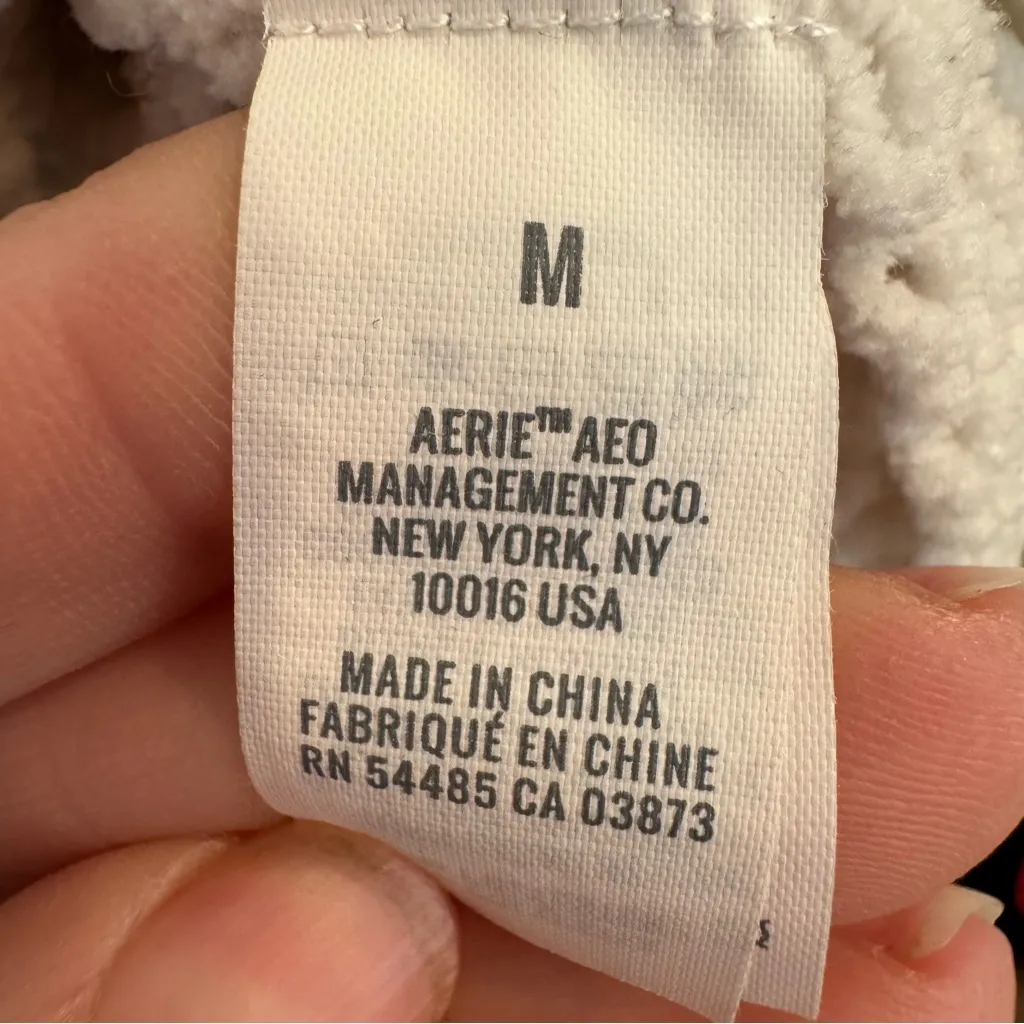 M
AERIE™ AEO
MANAGEMENT CO.
NEW YORK, NY
10016 USA
MADE IN CHINA
FABRIQUÉ EN CHINE
RN 54485 CA 03873